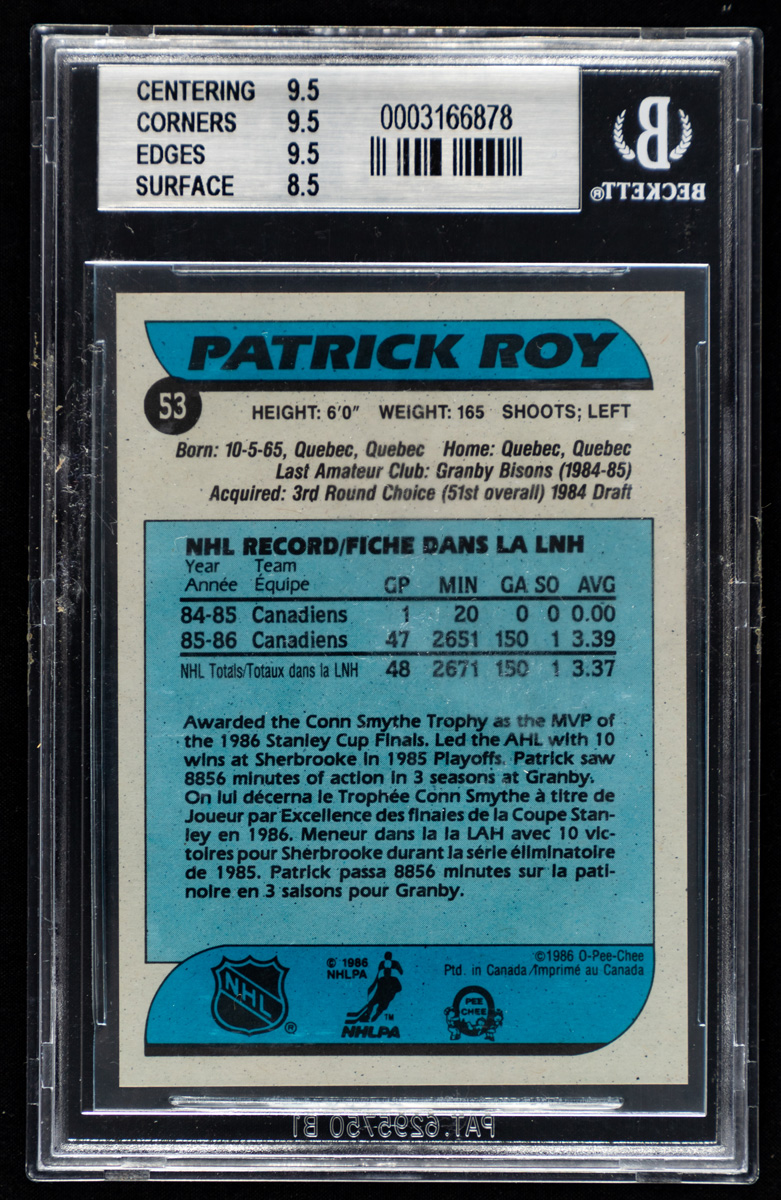 CENTERING 9.5
CORNERS 9.5
EDGES 9.5
SURFACE 8.5
0003166878
B
BECKETT®
PATRICK ROY
53
HEIGHT: 6'0" WEIGHT: 165 SHOOTS; LEFT
Born: 10-5-65, Quebec, Quebec Home: Quebec, Quebec
Last Amateur Club: Granby Bisons (1984-85)
Acquired: 3rd Round Choice (51st overall) 1984 Draft
NHL RECORD/FICHE DANS LA LNH
Year Team
Année Équipe GP MIN GA SO AVG
84-85 Canadiens 1 20 0 0 0.00
85-86 Canadiens 47 2651 150 1 3.39
NHL Totals/Totaux dans la LNH 48 2671 150 1 3.37
Awarded the Conn Smythe Trophy as the MVP of
the 1986 Stanley Cup Finals. Led the AHL with 10
wins at Sherbrooke in 1985 Playoffs. Patrick saw
8856 minutes of action in 3 seasons at Granby.
On lui décerna le Trophée Conn Smythe à titre de
Joueur par Excellence des finales de la Coupe Stan-
ley en 1986. Meneur dans la la LAH avec 10 vic-
toires pour Sherbrooke durant la série éliminatoire
de 1985. Patrick passa 8856 minutes sur la pati-
noire en 3 saisons pour Granby.
NHL ®
© 1986
NHLPA
TM
NHLPA
PEE
CHEE
©1986 O-Pee-Chee
Ptd. in Canada/Imprimé au Canada
PAT. 6295750 B1